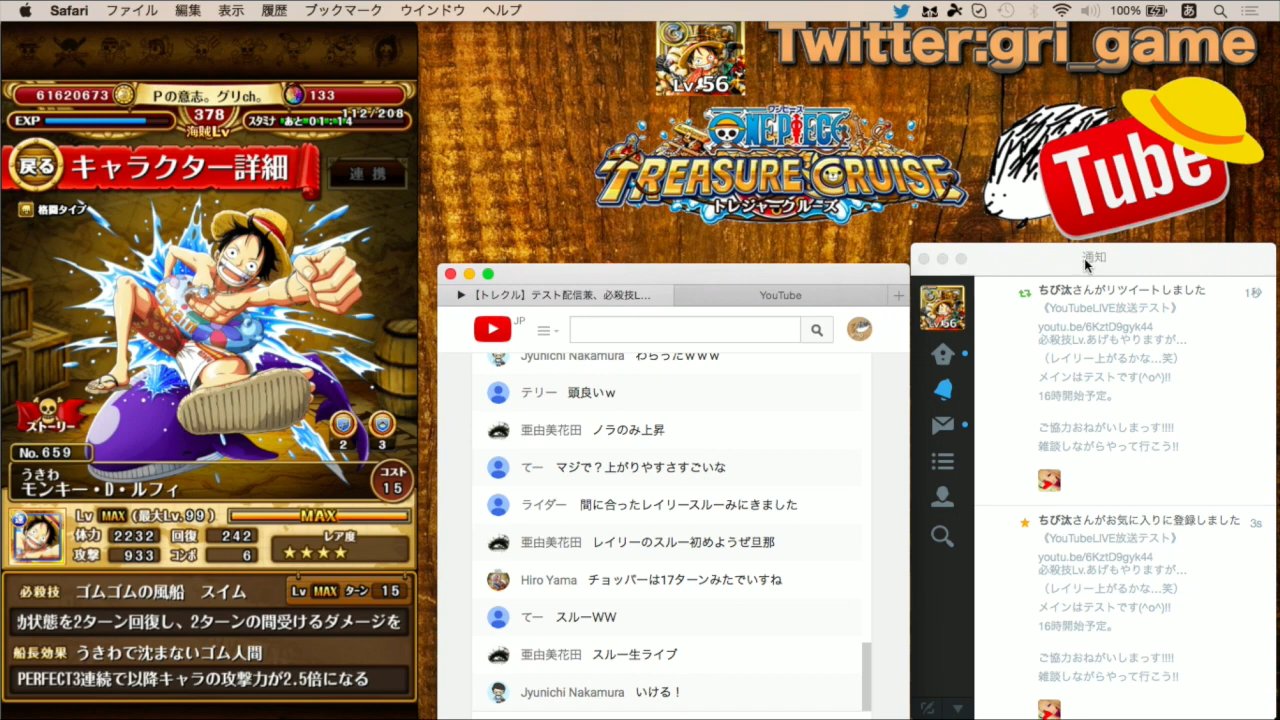 Safari ファイル 編集 表示 履歴 ブックマーク ウインドウ ヘルプ
100%
あ
61620673
Pの意志。グリch。
133
EXP
378
海賊Lv
スタミナ
あと01:14
112/208
戻る
キャラクター詳細
連携
格闘タイプ
ストーリー
2
3
No.659
うきわ
モンキー・D・ルフィ
コスト
15
Lv MAX (最大Lv.99)
MAX
体力 2232 回復 242
レア度
攻撃 933 コンボ 6
★★★★
必殺技 ゴムゴムの風船 スイム
Lv MAX ターン 15
力状態を2ターン回復し、2ターンの間受けるダメージを
船長効果 うきわで沈まないゴム人間
PERFECT3連続で以降キャラの攻撃力が2.5倍になる
Lv.56
Twitter:gri_game
ワンピース
ONE PIECE
TREASURE CRUISE
トレジャークルーズ
Tube
【トレクル】テスト配信兼、必殺技L...
YouTube
JP
Jyunichi Nakamura わらったｗｗｗ
テリー 頭良いｗ
亜由美花田 ノラのみ上昇
てー マジで？上がりやすさすごいな
ライダー 間に合ったレイリースルーみにきました
亜由美花田 レイリーのスルー初めようぜ旦那
Hiro Yama チョッパーは17ターンみたでいすね
てー スルーWW
亜由美花田 スルー生ライブ
Jyunichi Nakamura いける！
通知
Lv.56
ちび汰さんがリツイートしました
1秒
《YouTubeLIVE放送テスト》
youtu.be/6KztD9gyk44
必殺技Lv.あげもやりますが...
（レイリー上がるかな...笑）
メインはテストです(^o^)!!
16時開始予定。
ご協力おねがいしまっす!!!!
雑談しながらやって行こう!!
ちび汰さんがお気に入りに登録しました
3s
《YouTubeLIVE放送テスト》
youtu.be/6KztD9gyk44
必殺技Lv.あげもやりますが...
（レイリー上がるかな...笑）
メインはテストです(^o^)!!
16時開始予定。
ご協力おねがいしまっす!!!!
雑談しながらやって行こう!!